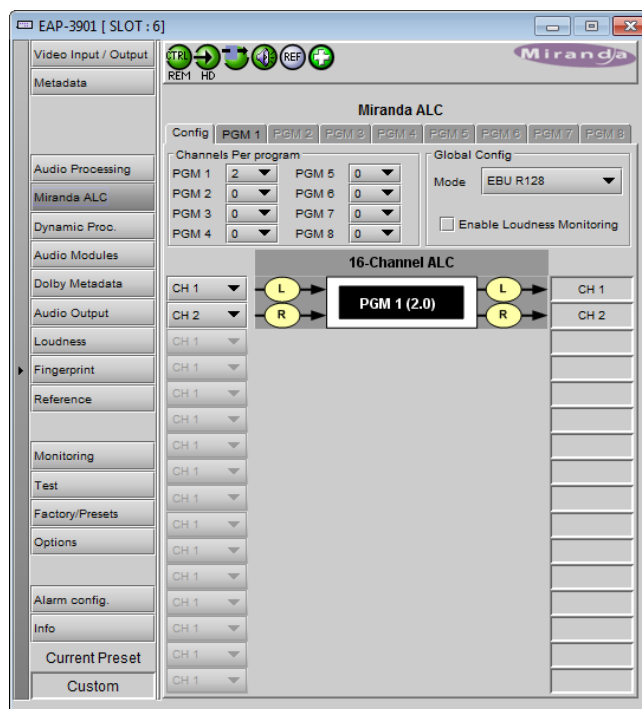 EAP-3901 [ SLOT : 6]
Video Input / Output
Metadata
Audio Processing
Miranda ALC
Dynamic Proc.
Audio Modules
Dolby Metadata
Audio Output
Loudness
Fingerprint
Reference
Monitoring
Test
Factory/Presets
Options
Alarm config.
Info
Current Preset
Custom
CTRL
REM
HD
REF
Miranda
Miranda ALC
Config PGM 1 PGM 2 PGM 3 PGM 4 PGM 5 PGM 6 PGM 7 PGM 8
Channels Per program
PGM 1 2 PGM 5 0
PGM 2 0 PGM 6 0
PGM 3 0 PGM 7 0
PGM 4 0 PGM 8 0
Global Config
Mode EBU R128
Enable Loudness Monitoring
16-Channel ALC
CH 1 L PGM 1 (2.0) L CH 1
CH 2 R R CH 2
CH 1
CH 1
CH 1
CH 1
CH 1
CH 1
CH 1
CH 1
CH 1
CH 1
CH 1
CH 1
CH 1
CH 1